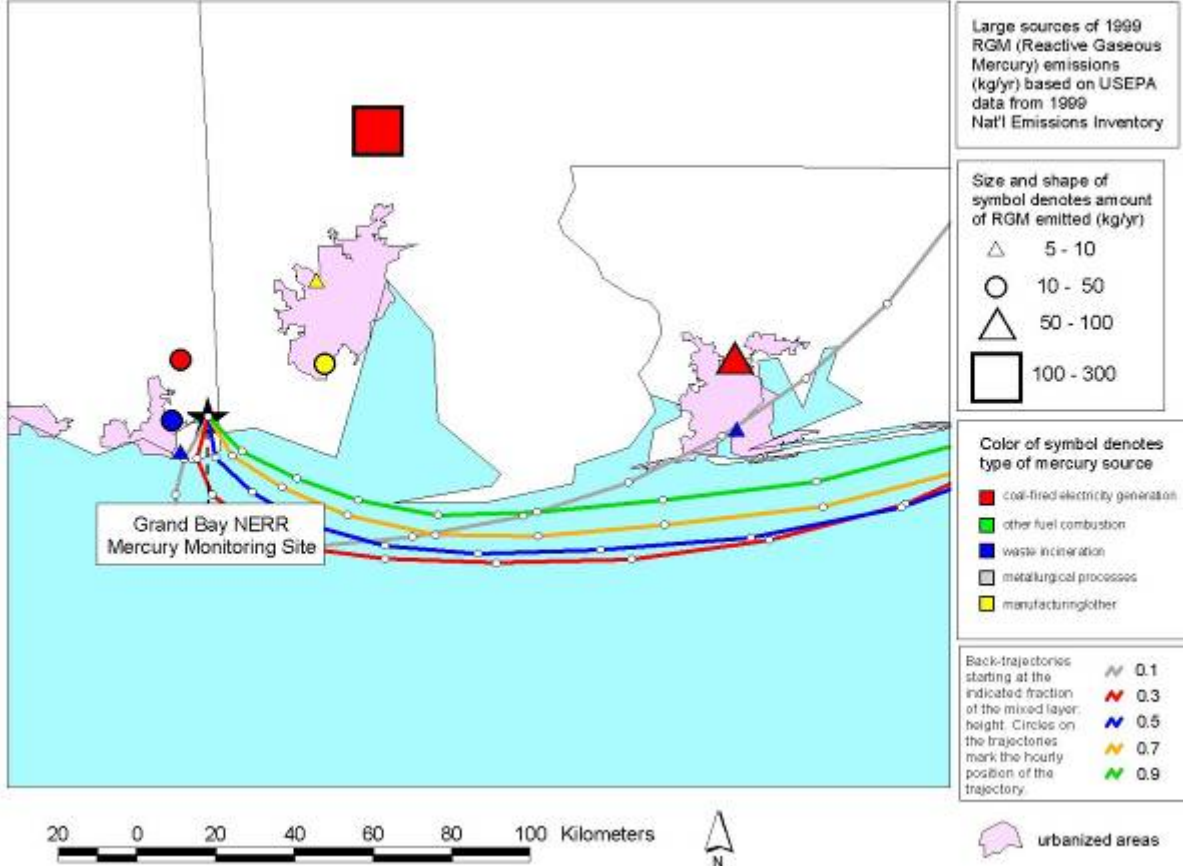 Large sources of 1999
RGM (Reactive Gaseous
Mercury) emissions
(kg/yr) based on USEPA
data from 1999
Nat'l Emissions Inventory
Size and shape of
symbol denotes amount
of RGM emitted (kg/yr)
5 - 10
10 - 50
50 - 100
100 - 300
Color of symbol denotes
type of mercury source
coal-fired electricity generation
other fuel combustion
waste incineration
metallurgical processes
manufacturing/other
Grand Bay NERR
Mercury Monitoring Site
Back-trajectories
starting at the
indicated fraction
of the mixed layer
height. Circles on
the trajectories
mark the hourly
position of the
trajectory.
0.1
0.3
0.5
0.7
0.9
20 0 20 40 60 80 100 Kilometers
N
urbanized areas